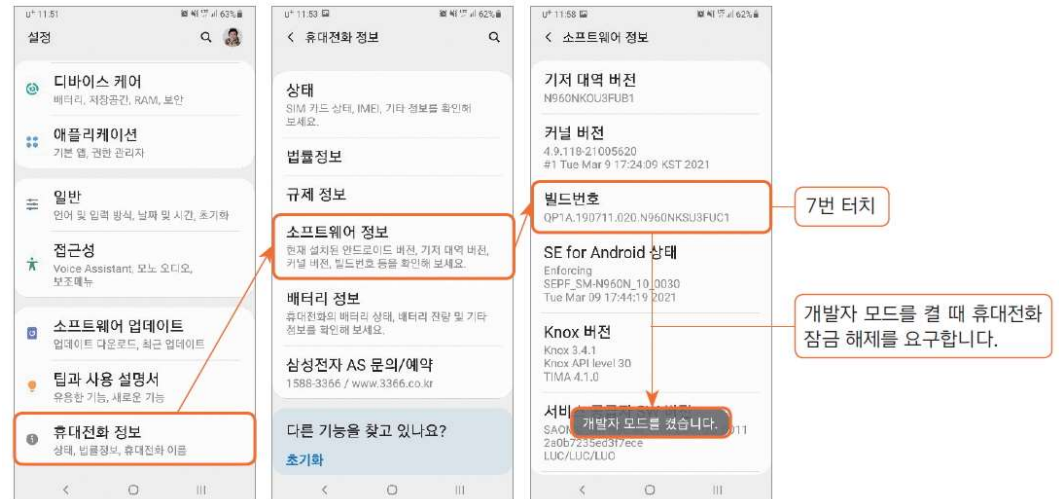 u+ 11:51
63%
설정
디바이스 케어
배터리, 저장공간, RAM, 보안
애플리케이션
기본 앱, 권한 관리자
일반
언어 및 입력 방식, 날짜 및 시간, 초기화
접근성
Voice Assistant, 모노 오디오,
보조메뉴
소프트웨어 업데이트
업데이트 다운로드, 최근 업데이트
팁과 사용 설명서
유용한 기능, 새로운 기능
휴대전화 정보
상태, 법률정보, 휴대전화 이름
u+ 11:53
62%
휴대전화 정보
상태
SIM 카드 상태, IMEI, 기타 정보를 확인해
보세요.
법률정보
규제 정보
소프트웨어 정보
현재 설치된 안드로이드 버전, 기저 대역 버전,
커널 버전, 빌드번호 등을 확인해 보세요.
배터리 정보
휴대전화의 배터리 상태, 배터리 잔량 및 기타
정보를 확인해 보세요.
삼성전자 AS 문의/예약
1588-3366 / www.3366.co.kr
다른 기능을 찾고 있나요?
초기화
u+ 11:58
62%
소프트웨어 정보
기저 대역 버전
N960NKOU3FUB1
커널 버전
4.9.118-21005620
#1 Tue Mar 9 17:24:09 KST 2021
빌드번호
QP1A.190711.020.N960NKSU3FUC1
SE for Android 상태
Enforcing
SEPF_SM-N960N_10_0030
Tue Mar 09 17:44:19 2021
Knox 버전
Knox 3.4.1
Knox API level 30
TIMA 4.1.0
서비스 공급자 SW 버전
개발자 모드를 켰습니다.
2a0b7235ed3f7ece
LUC/LUC/LUC
7번 터치
개발자 모드를 켤 때 휴대전화
잠금 해제를 요구합니다.